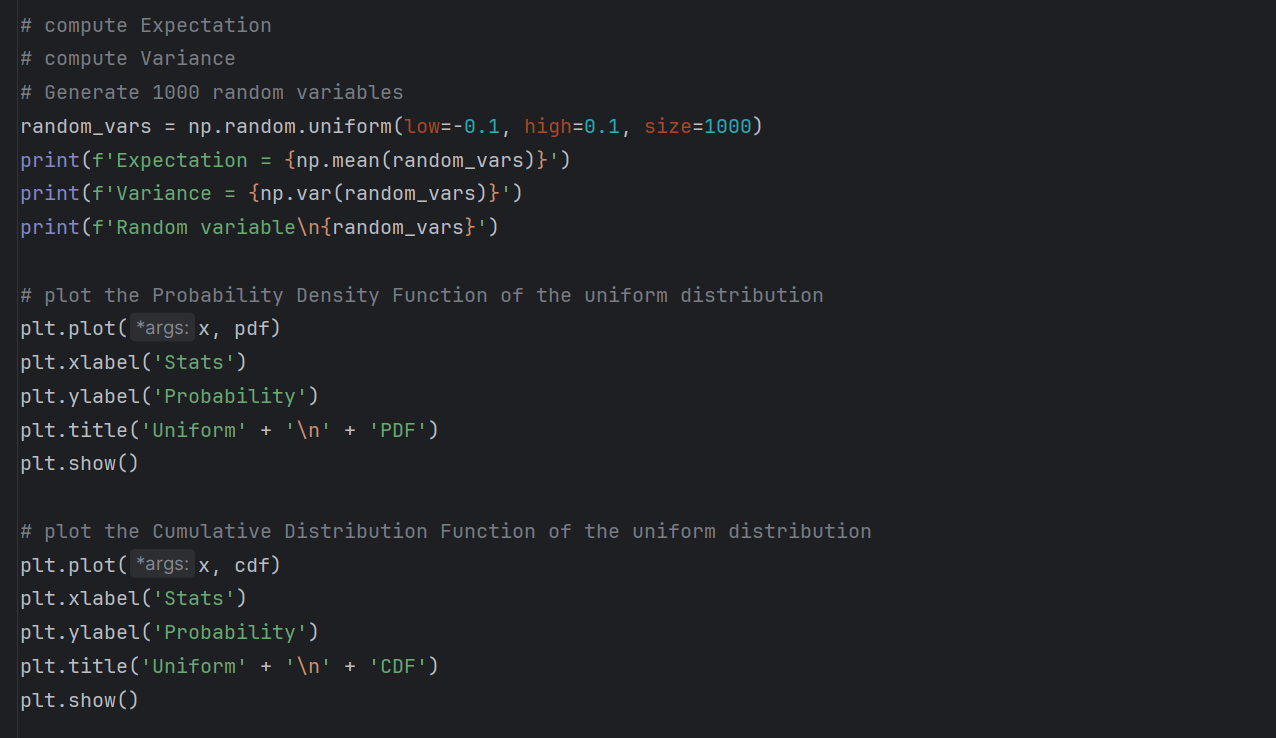 # compute Expectation
# compute Variance
# Generate 1000 random variables
random_vars = np.random.uniform(low=-0.1, high=0.1, size=1000)
print(f'Expectation = {np.mean(random_vars)}')
print(f'Variance = {np.var(random_vars)}')
print(f'Random variable\n{random_vars}')
# plot the Probability Density Function of the uniform distribution
plt.plot( *args: x, pdf)
plt.xlabel('Stats')
plt.ylabel('Probability')
plt.title('Uniform' + '\n' + 'PDF')
plt.show()
# plot the Cumulative Distribution Function of the uniform distribution
plt.plot( *args: x, cdf)
plt.xlabel('Stats')
plt.ylabel('Probability')
plt.title('Uniform' + '\n' + 'CDF')
plt.show()